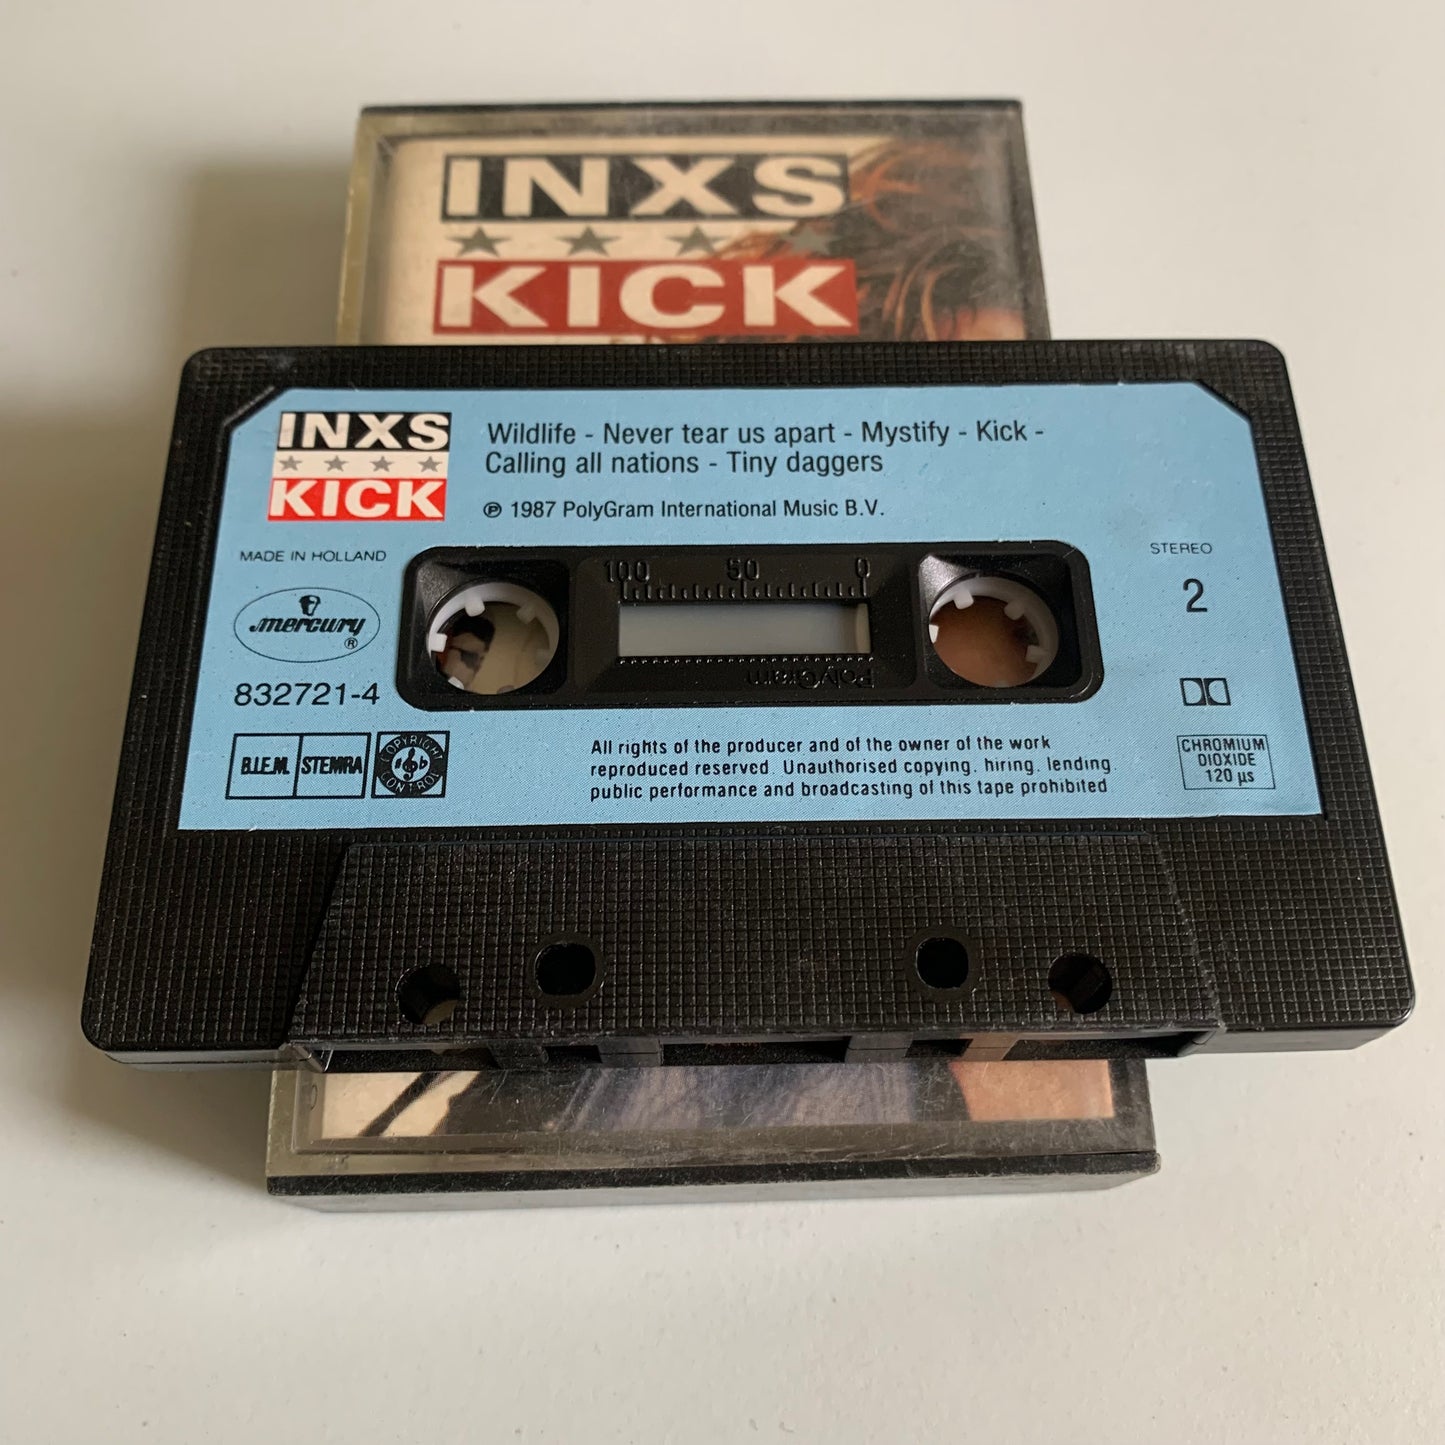 INXS
KICK
INXS
KICK
Wildlife - Never tear us apart - Mystify - Kick -
Calling all nations - Tiny daggers
℗ 1987 PolyGram International Music B.V.
MADE IN HOLLAND
STEREO
100 50 0
2
mercury ®
PolyGram
832721-4
B.I.E.M. STEMRA
COPYRIGHT CONTROL
All rights of the producer and of the owner of the work
reproduced reserved. Unauthorised copying, hiring, lending
public performance and broadcasting of this tape prohibited
CHROMIUM
DIOXIDE
120 µs